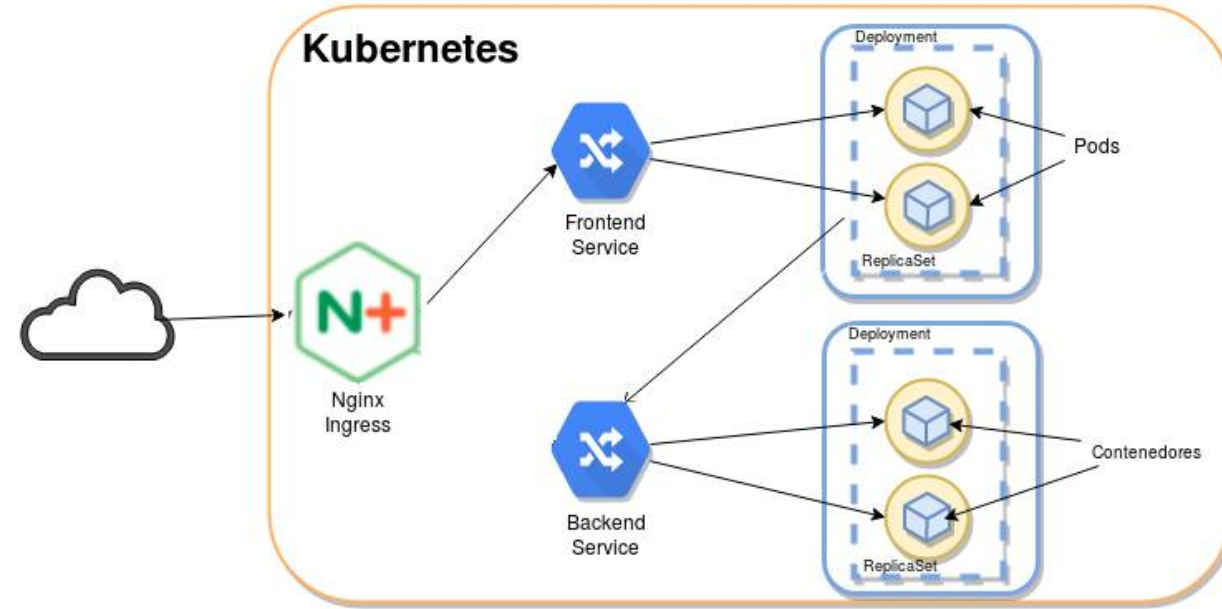 Kubernetes
Deployment
Pods
Frontend
Service
ReplicaSet
N+
Nginx
Ingress
Deployment
Contenedores
Backend
Service
ReplicaSet